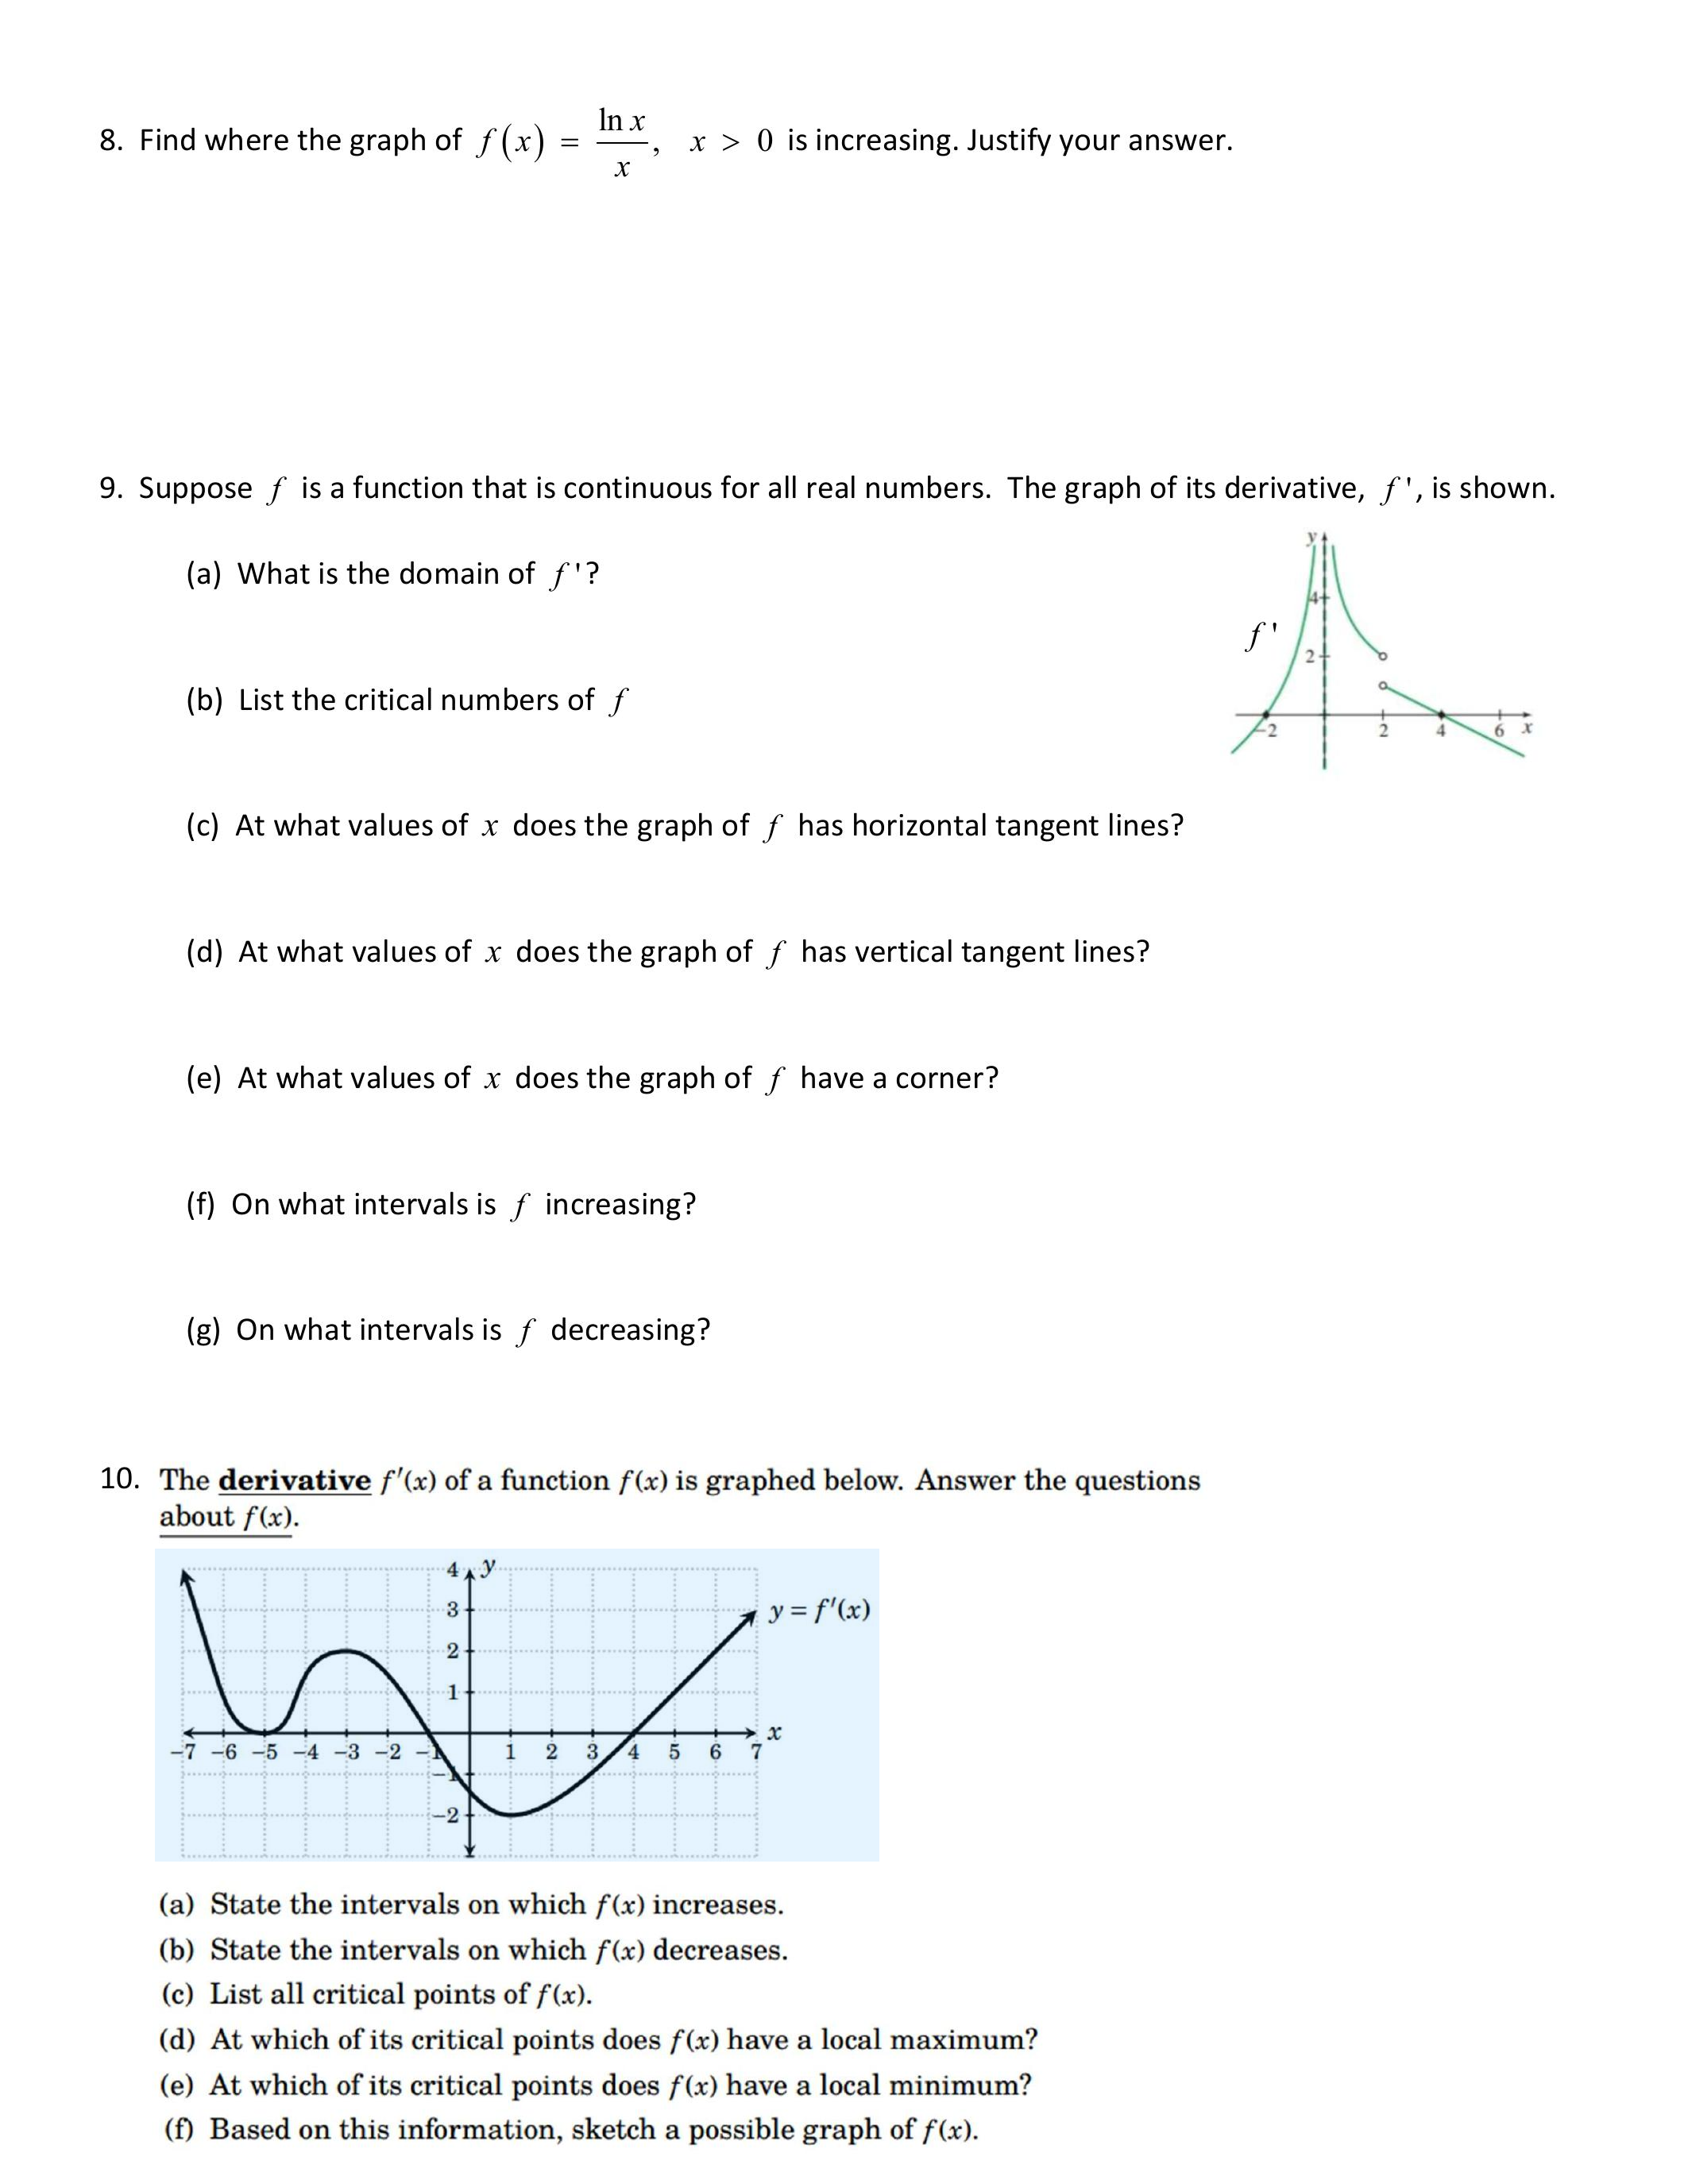 8. Find where the graph of f(x) = ln x / x, x > 0 is increasing. Justify your answer.
9. Suppose f is a function that is continuous for all real numbers. The graph of its derivative, f', is shown.
(a) What is the domain of f'?
(b) List the critical numbers of f
(c) At what values of x does the graph of f has horizontal tangent lines?
(d) At what values of x does the graph of f has vertical tangent lines?
(e) At what values of x does the graph of f have a corner?
(f) On what intervals is f increasing?
(g) On what intervals is f decreasing?
y
4
f'
2
-2 2 4 6 x
10. The derivative f'(x) of a function f(x) is graphed below. Answer the questions
about f(x).
4 y
3
y = f'(x)
2
1
x
-7 -6 -5 -4 -3 -2 -1 1 2 3 4 5 6 7
-1
-2
(a) State the intervals on which f(x) increases.
(b) State the intervals on which f(x) decreases.
(c) List all critical points of f(x).
(d) At which of its critical points does f(x) have a local maximum?
(e) At which of its critical points does f(x) have a local minimum?
(f) Based on this information, sketch a possible graph of f(x).